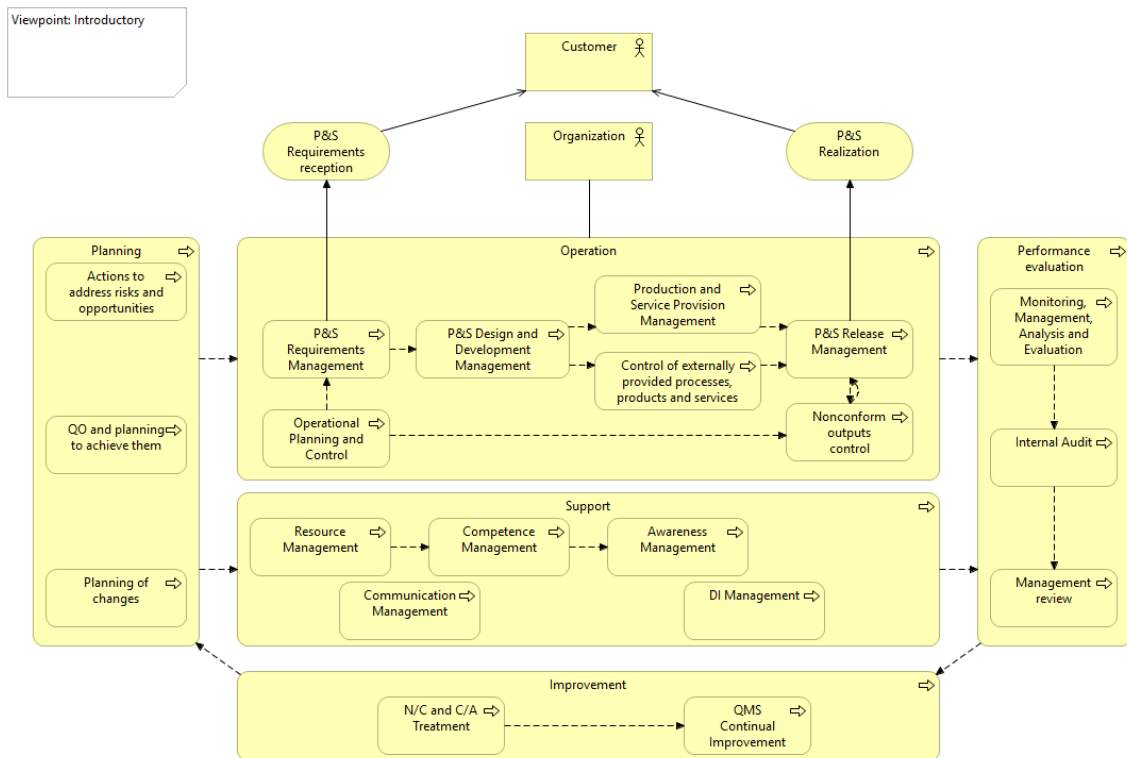 Viewpoint: Introductory
Customer
P&S
Requirements
reception
Organization
P&S
Realization
Planning
Actions to
address risks and
opportunities
QO and planning
to achieve them
Planning of
changes
Operation
Production and
Service Provision
Management
P&S
Requirements
Management
P&S Design and
Development
Management
P&S Release
Management
Control of externally
provided processes,
products and services
Operational
Planning and
Control
Nonconform
outputs
control
Performance
evaluation
Monitoring,
Management,
Analysis and
Evaluation
Internal Audit
Management
review
Support
Resource
Management
Competence
Management
Awareness
Management
Communication
Management
DI Management
Improvement
N/C and C/A
Treatment
QMS
Continual
Improvement